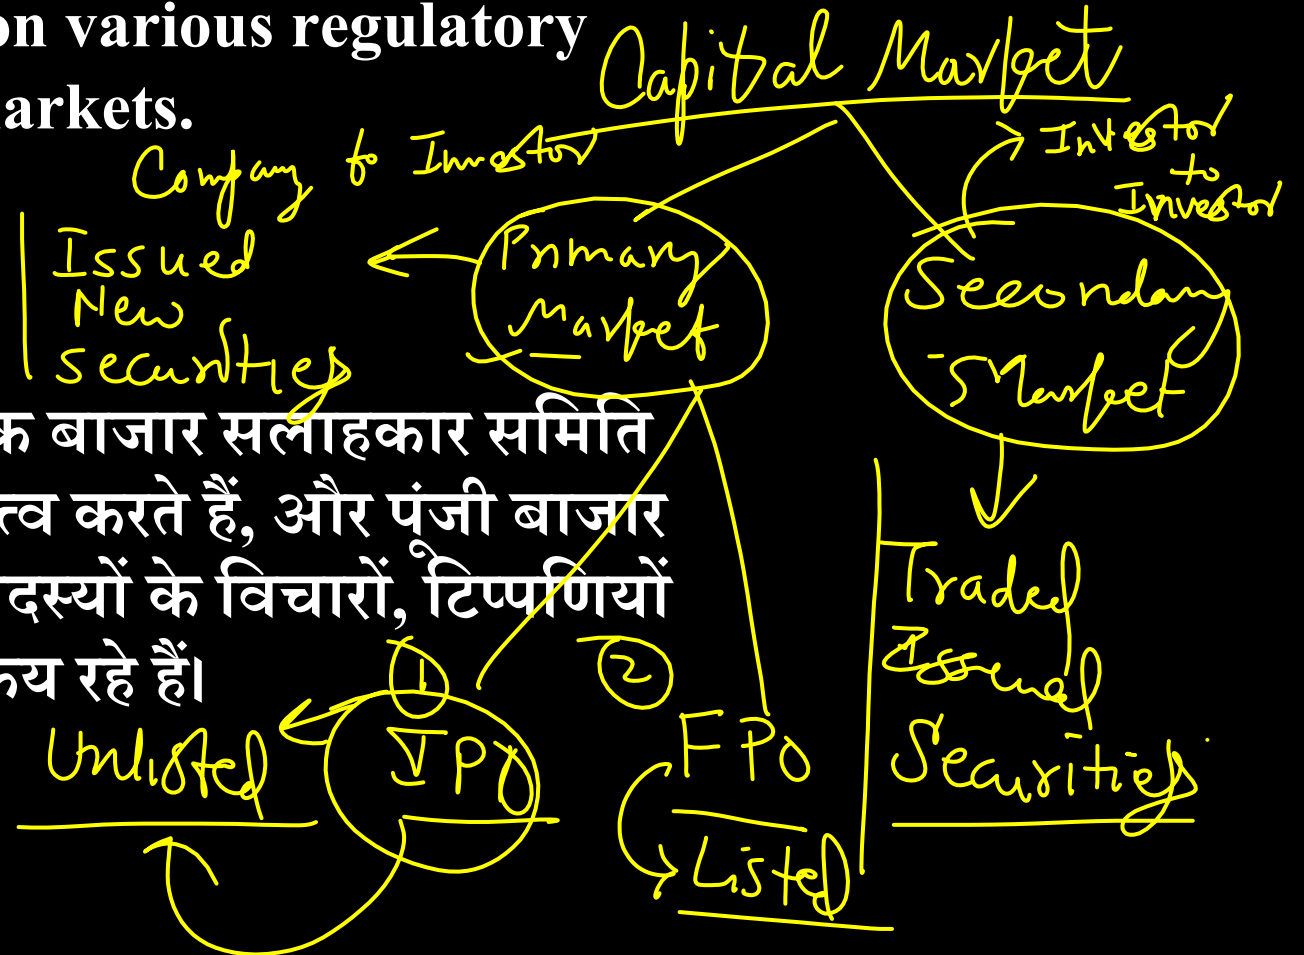 on various regulatory
arkets.
Capital Market
Company to Investor
Investor
to
Investor
Issued
New
securities
Primary
Market
Secondary
Market
क बाजार सलाहकार समिति
त्व करते हैं, और पूंजी बाजार
दस्यों के विचारों, टिप्पणियों
क्य रहे हैं।
1
2
Unlisted
IPO
FPO
Listed
Traded
Issued
Securities